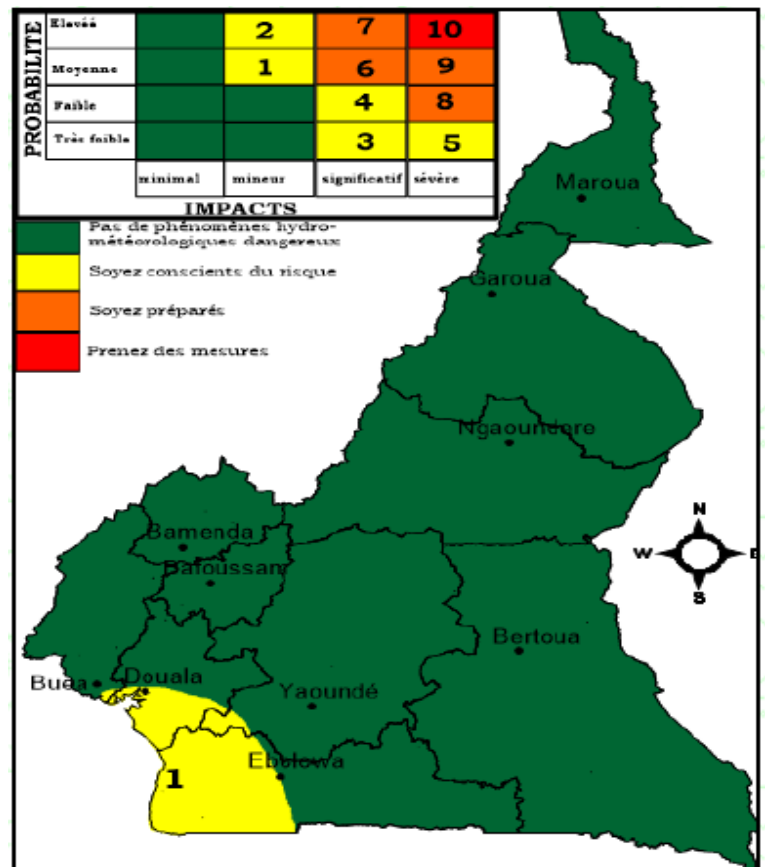 PROBABILITE
Elevéé 2 7 10
Moyenne 1 6 9
Faible 4 8
Très faible 3 5
minimal mineur significatif sévère
IMPACTS
Pas de phénomènes hydro-
météorologiques dangereux
Soyez conscients du risque
Soyez préparés
Prenez des mesures
Maroua
Garoua
Ngaoundere
N
W E
S
Bamenda
Bafoussam
Bertoua
Buea Douala
Yaoundé
Ebolowa
1